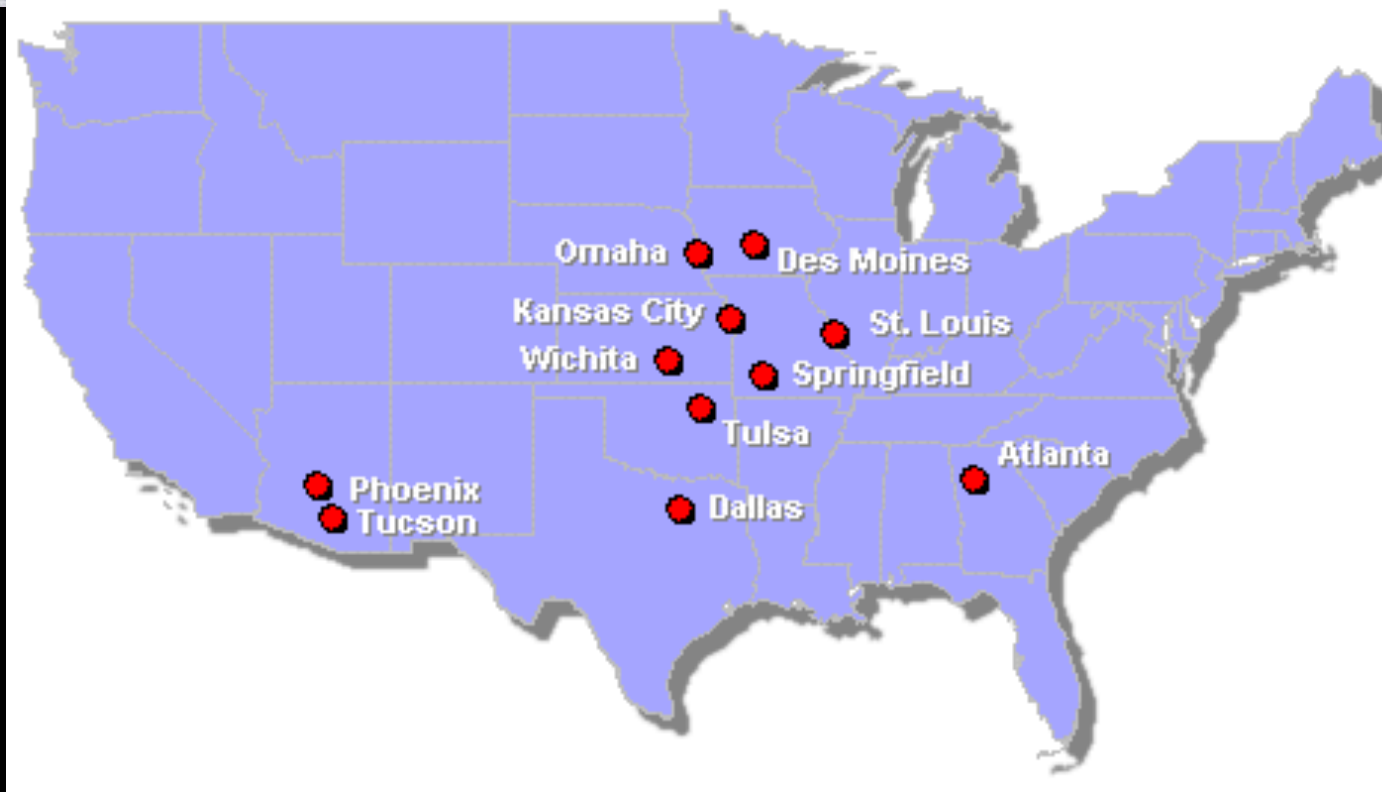 Omaha
Des Moines
Kansas City
St. Louis
Wichita
Springfield
Tulsa
Atlanta
Phoenix
Dallas
Tucson